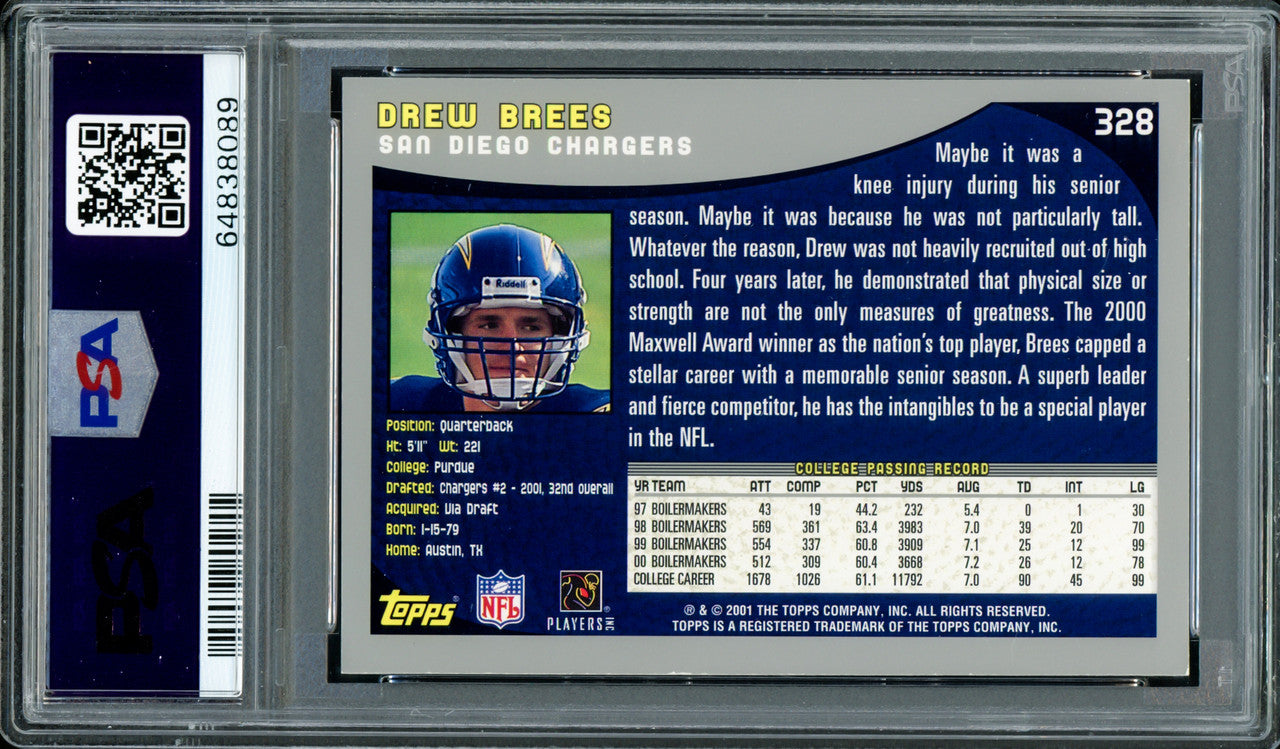 64838089
PSA
PSA
PSA
DREW BREES
SAN DIEGO CHARGERS
328
Maybe it was a
knee injury during his senior
season. Maybe it was because he was not particularly tall.
Whatever the reason, Drew was not heavily recruited out of high
school. Four years later, he demonstrated that physical size or
strength are not the only measures of greatness. The 2000
Maxwell Award winner as the nation's top player, Brees capped a
stellar career with a memorable senior season. A superb leader
and fierce competitor, he has the intangibles to be a special player
in the NFL.
Riddell
Position: Quarterback
Ht: 5'11" Wt: 221
College: Purdue
Drafted: Chargers #2 - 2001, 32nd overall
Acquired: Via Draft
Born: 1-15-79
Home: Austin, TX
COLLEGE PASSING RECORD
YR TEAM ATT COMP PCT YDS AVG TD INT LG
97 BOILERMAKERS 43 19 44.2 232 5.4 0 1 30
98 BOILERMAKERS 569 361 63.4 3983 7.0 39 20 70
99 BOILERMAKERS 554 337 60.8 3909 7.1 25 12 99
00 BOILERMAKERS 512 309 60.4 3668 7.2 26 12 78
COLLEGE CAREER 1678 1026 61.1 11792 7.0 90 45 99
Topps®
NFL
PLAYERS INC®
® & © 2001 THE TOPPS COMPANY, INC. ALL RIGHTS RESERVED.
TOPPS IS A REGISTERED TRADEMARK OF THE TOPPS COMPANY, INC.